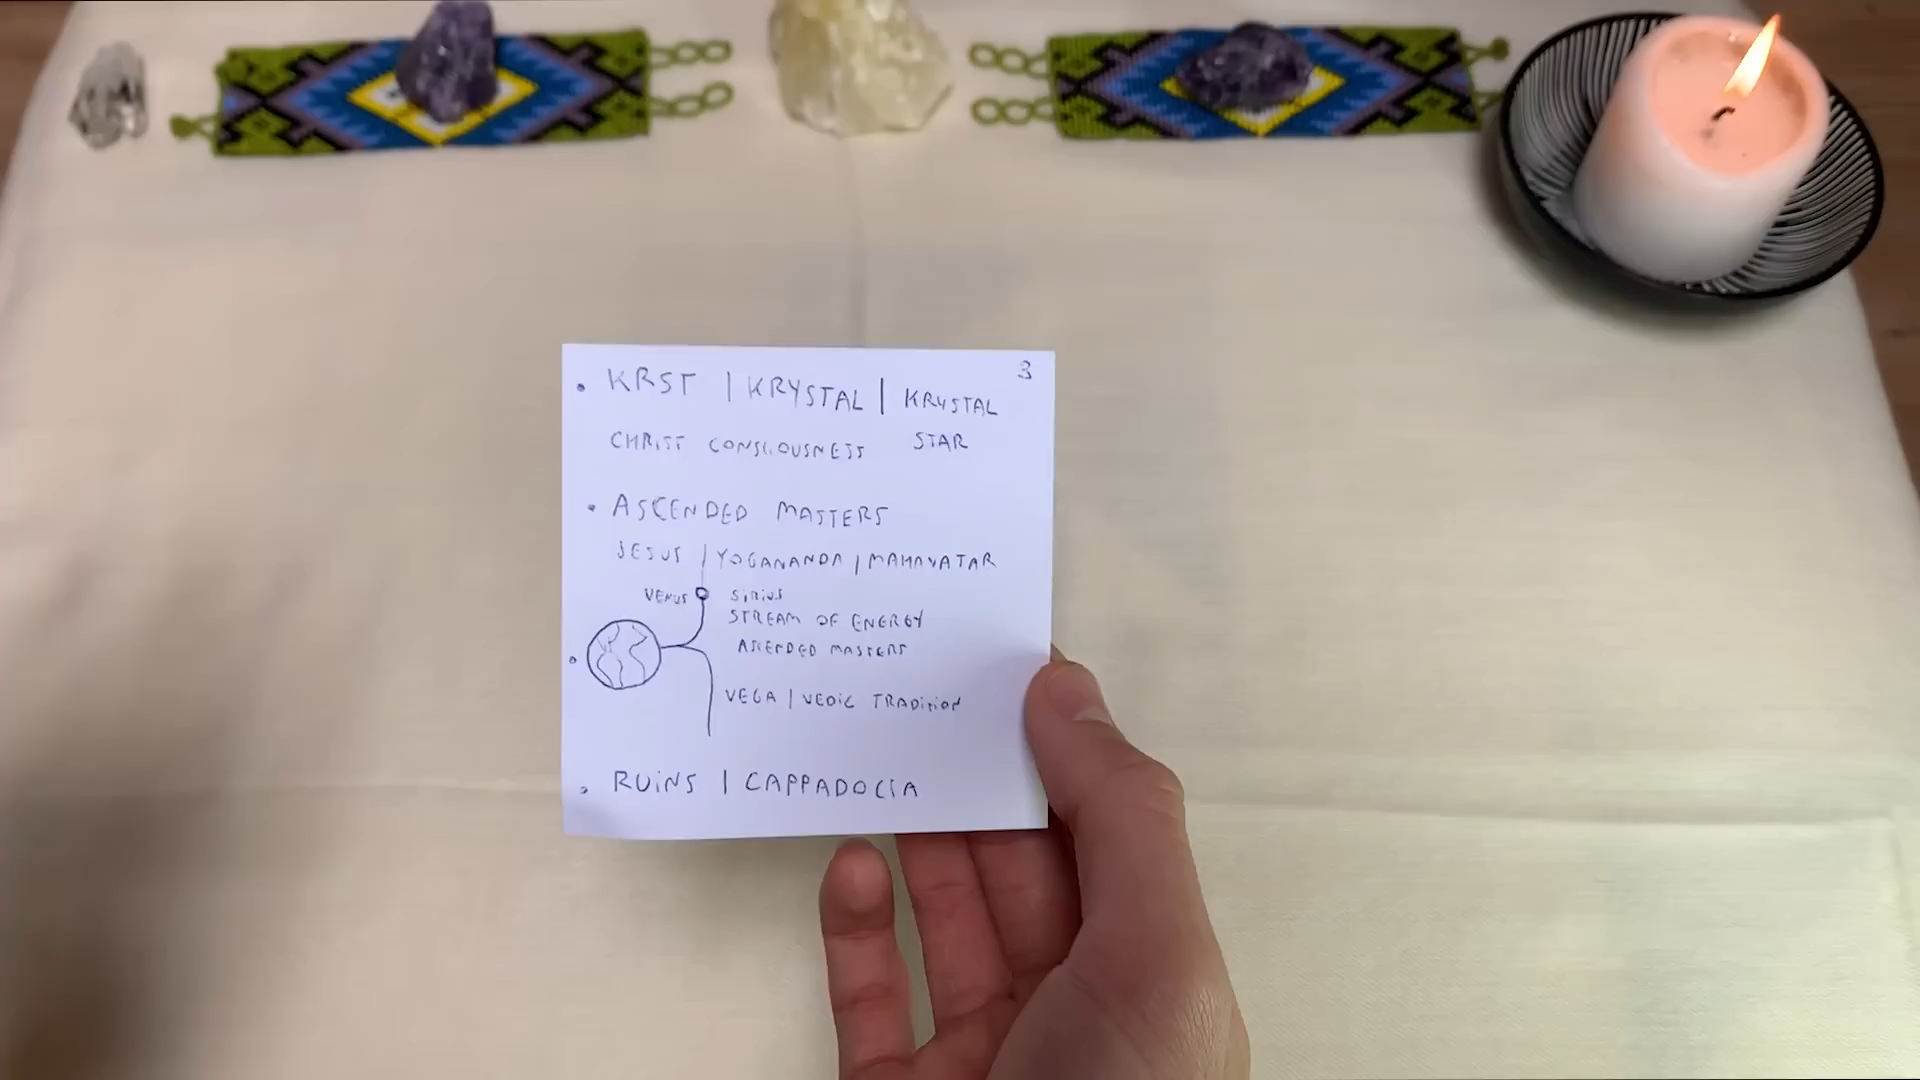 3
• KRST | KRYSTAL | KRYSTAL
CHRIST CONSCIOUSNESS STAR
• ASCENDED MASTERS
JESUS | YOGANANDA | MAHAVATAR
VENUS SIRIUS
STREAM OF ENERGY
ASCENDED MASTERS
VEGA | VEDIC TRADITION
• RUINS | CAPPADOCIA